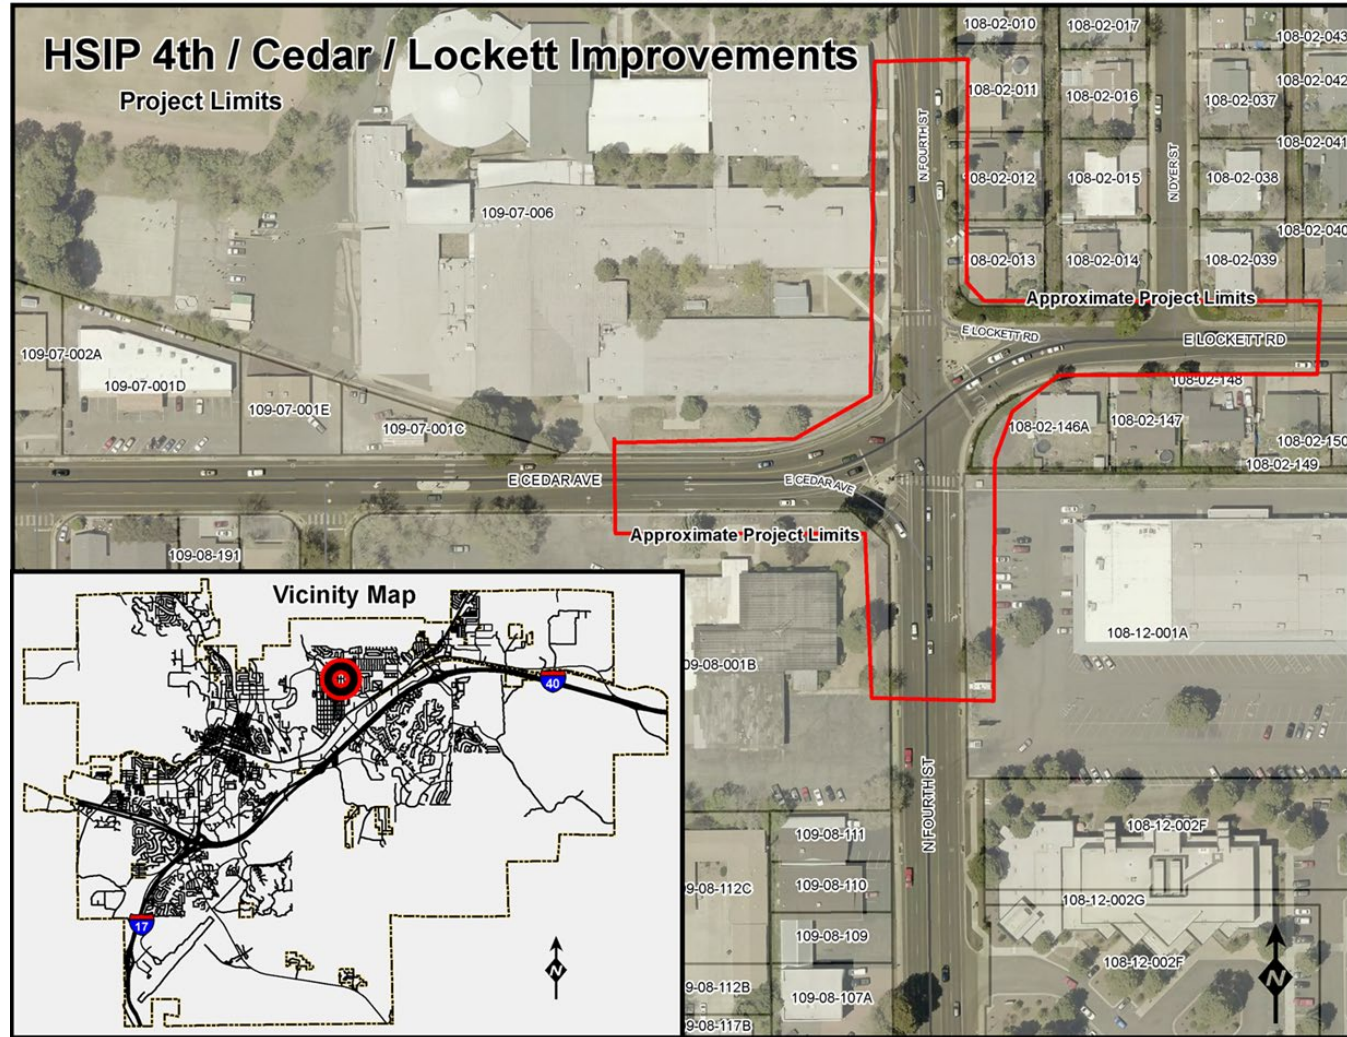 HSIP 4th / Cedar / Lockett Improvements
Project Limits
108-02-010
108-02-017
108-02-043
108-02-011
108-02-016
108-02-037
108-02-042
N FOURTH ST
N DYER ST
108-02-041
108-02-012
108-02-015
108-02-038
109-07-006
108-02-040
108-02-013
108-02-014
108-02-039
Approximate Project Limits
E LOCKETT RD
E LOCKETT RD
109-07-002A
109-07-001D
109-07-001E
109-07-001C
108-02-148
108-02-146A
108-02-147
108-02-150
108-02-149
E CEDAR AVE
E CEDAR AVE
Approximate Project Limits
109-08-191
Vicinity Map
40
17
N
108-12-001A
09-08-001B
N FOURTH ST
109-08-111
108-12-002F
109-08-110
9-08-112C
108-12-002G
109-08-109
108-12-002F
9-08-112B
109-08-107A
N
9-08-117B